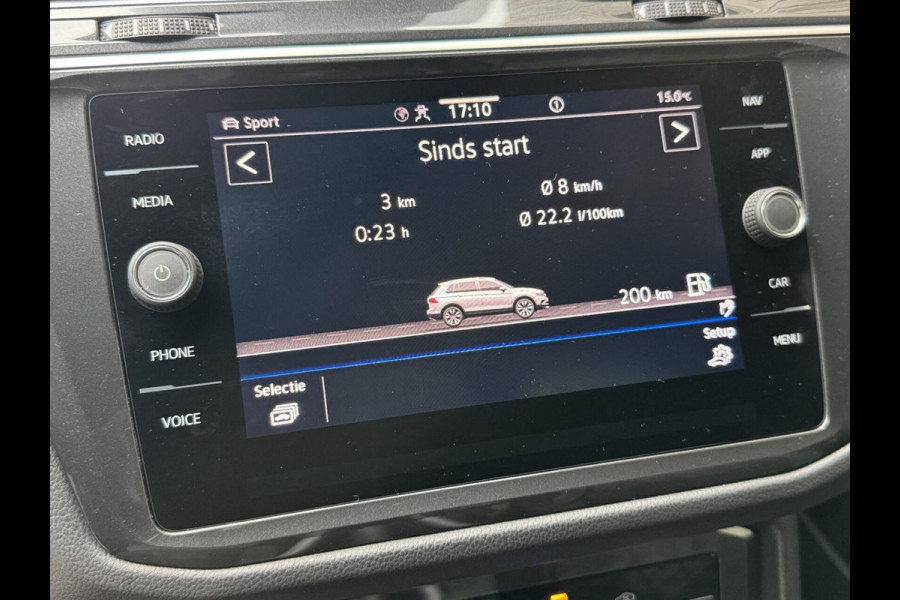 RADIO
MEDIA
PHONE
VOICE
Sport
17:10
1
15.0°C
<
Sinds start
>
3 km
Ø 8 km/h
0:23 h
Ø 22.2 l/100km
200 km
Setup
Selectie
NAV
APP
CAR
MENU